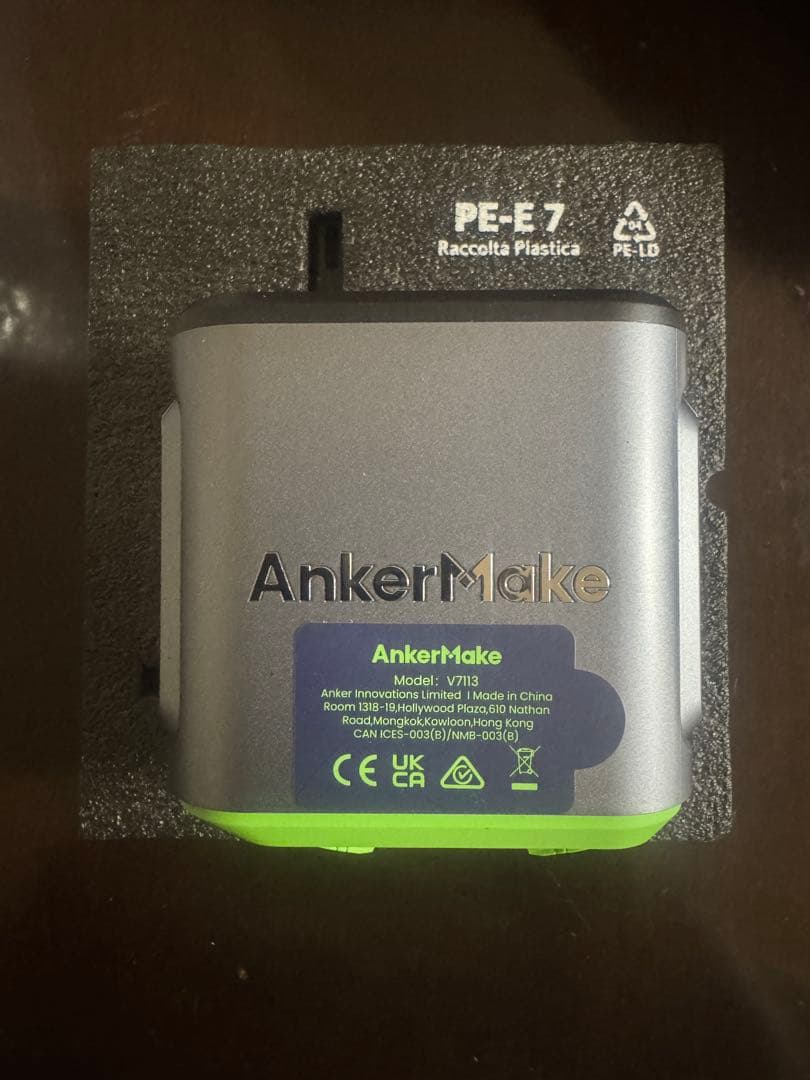 PE-E 7
Raccolta Plastica
04
PE-LD
AnkerMake
AnkerMake
Model: V7113
Anker Innovations Limited I Made in China
Room 1318-19,Hollywood Plaza,610 Nathan
Road,Mongkok,Kowloon,Hong Kong
CAN ICES-003(B)/NMB-003(B)
CE UK
CA